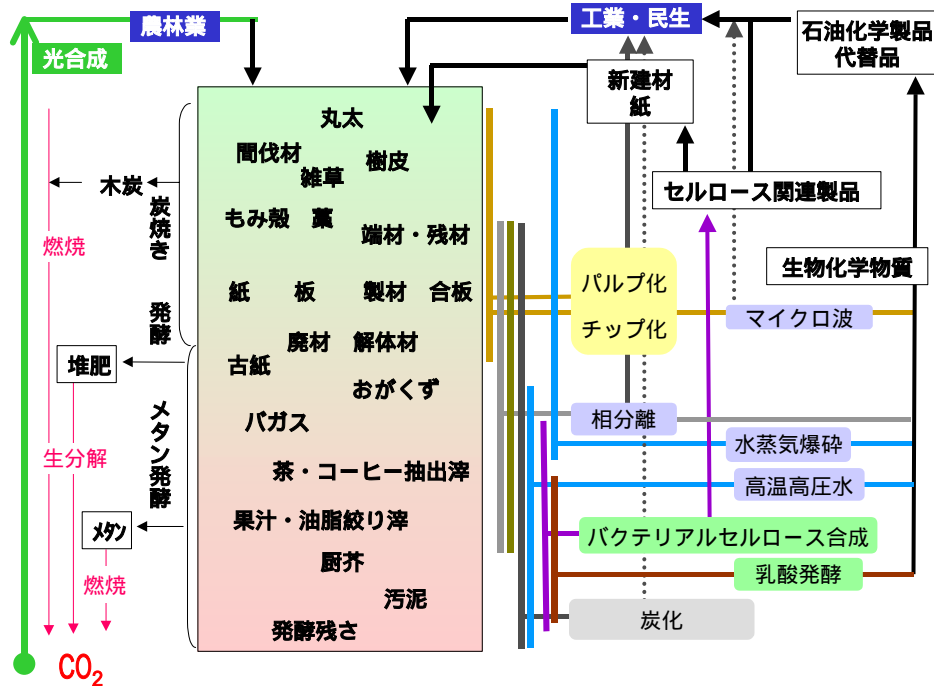 農林業
工業・民生
石油化学製品
代替品
光合成
新建材
紙
丸太
間伐材
樹皮
雑草
木炭
炭焼き
セルロース関連製品
もみ殻
藁
端材・残材
燃焼
生物化学物質
パルプ化
紙
板
製材
合板
発酵
チップ化
マイクロ波
廃材
解体材
堆肥
古紙
おがくず
メタン発酵
バガス
相分離
水蒸気爆砕
生分解
茶・コーヒー抽出滓
高温高圧水
メタン
果汁・油脂絞り滓
バクテリアルセルロース合成
厨芥
乳酸発酵
燃焼
汚泥
炭化
発酵残さ
CO2